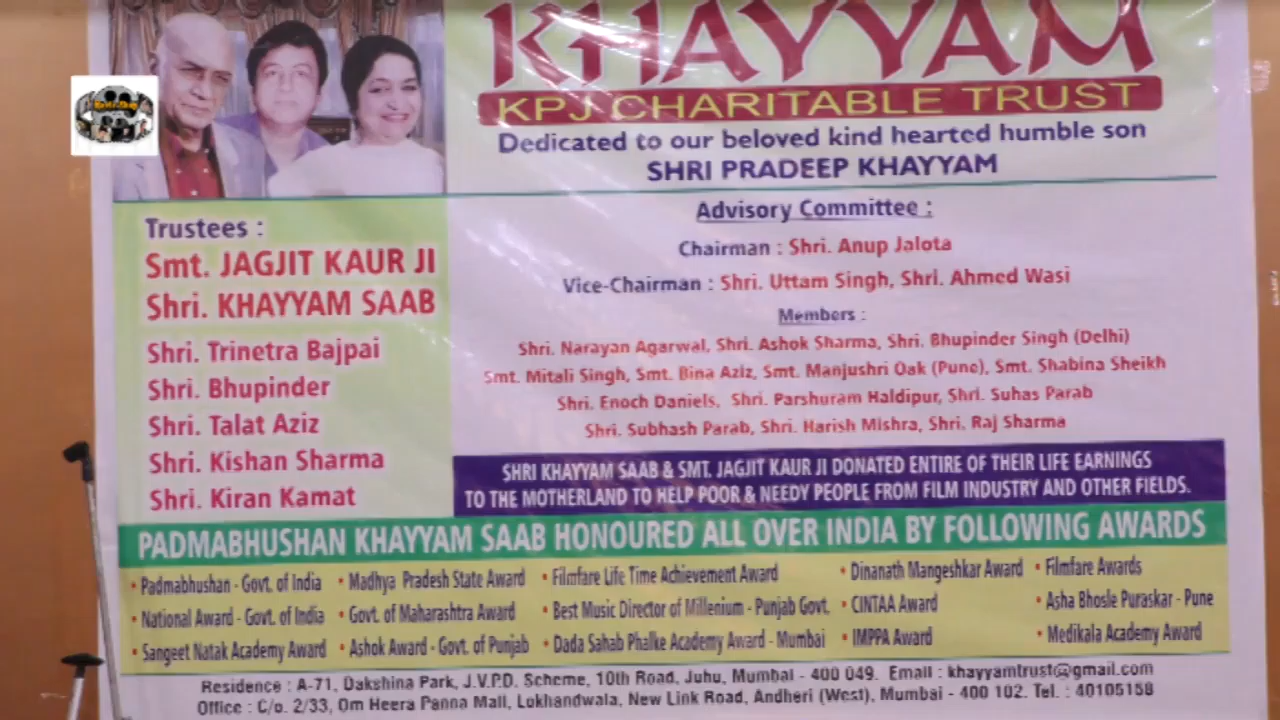 KHAYYAM
KPJ CHARITABLE TRUST
Dedicated to our beloved kind hearted humble son
SHRI PRADEEP KHAYYAM
Trustees :
Smt. JAGJIT KAUR JI
Shri. KHAYYAM SAAB
Shri. Trinetra Bajpai
Shri. Bhupinder
Shri. Talat Aziz
Shri. Kishan Sharma
Shri. Kiran Kamat
Advisory Committee :
Chairman : Shri. Anup Jalota
Vice-Chairman : Shri. Uttam Singh, Shri. Ahmed Wasi
Members :
Shri. Narayan Agarwal, Shri. Ashok Sharma, Shri. Bhupinder Singh (Delhi)
Smt. Mitali Singh, Smt. Bina Aziz, Smt. Manjushri Oak (Pune), Smt. Shabina Sheikh
Shri. Enoch Daniels, Shri. Parshuram Haldipur, Shri. Suhas Parab
Shri. Subhash Parab, Shri. Harish Mishra, Shri. Raj Sharma
SHRI KHAYYAM SAAB & SMT. JAGJIT KAUR JI DONATED ENTIRE OF THEIR LIFE EARNINGS
TO THE MOTHERLAND TO HELP POOR & NEEDY PEOPLE FROM FILM INDUSTRY AND OTHER FIELDS.
PADMABHUSHAN KHAYYAM SAAB HONOURED ALL OVER INDIA BY FOLLOWING AWARDS
• Padmabhushan - Govt. of India • Madhya Pradesh State Award • Filmfare Life Time Achievement Award • Dinanath Mangeshkar Award • Filmfare Awards
• National Award - Govt. of India • Govt. of Maharashtra Award • Best Music Director of Millenium - Punjab Govt. • CINTAA Award • Asha Bhosle Puraskar - Pune
• Sangeet Natak Academy Award • Ashok Award - Govt. of Punjab • Dada Sahab Phalke Academy Award - Mumbai • IMPPA Award • Medikala Academy Award
Residence : A-71, Dakshina Park, J.V.P.D. Scheme, 10th Road, Juhu, Mumbai - 400 049. Email : khayyamtrust@gmail.com
Office : C/o. 2/33, Om Heera Panna Mall, Lokhandwala, New Link Road, Andheri (West), Mumbai - 400 102. Tel. : 40105158